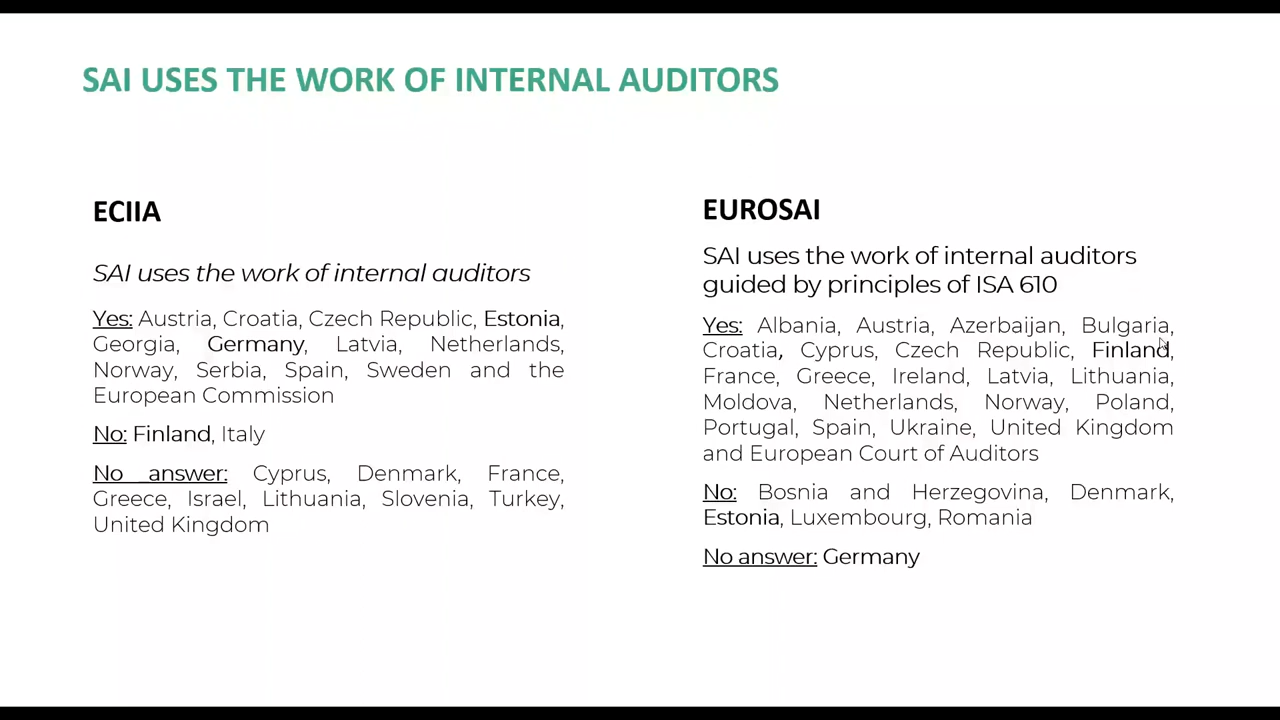 SAI USES THE WORK OF INTERNAL AUDITORS
ECIIA
SAI uses the work of internal auditors
Yes: Austria, Croatia, Czech Republic, Estonia,
Georgia, Germany, Latvia, Netherlands,
Norway, Serbia, Spain, Sweden and the
European Commission
No: Finland, Italy
No answer: Cyprus, Denmark, France,
Greece, Israel, Lithuania, Slovenia, Turkey,
United Kingdom
EUROSAI
SAI uses the work of internal auditors
guided by principles of ISA 610
Yes: Albania, Austria, Azerbaijan, Bulgaria,
Croatia, Cyprus, Czech Republic, Finland,
France, Greece, Ireland, Latvia, Lithuania,
Moldova, Netherlands, Norway, Poland,
Portugal, Spain, Ukraine, United Kingdom
and European Court of Auditors
No: Bosnia and Herzegovina, Denmark,
Estonia, Luxembourg, Romania
No answer: Germany